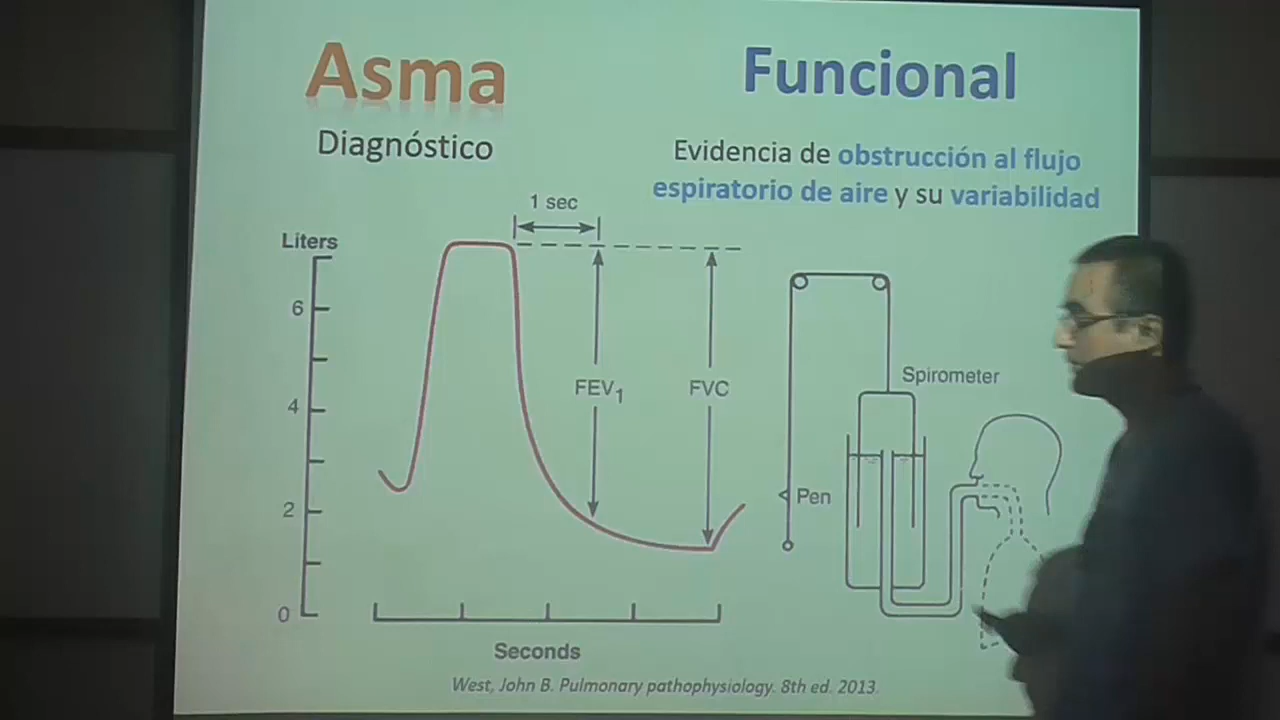 Asma
Diagnóstico
Funcional
Evidencia de obstrucción al flujo
espiratorio de aire y su variabilidad
1 sec
Liters
6
4
2
0
FEV1
FVC
Seconds
Spirometer
Pen
West, John B. Pulmonary pathophysiology. 8th ed. 2013.